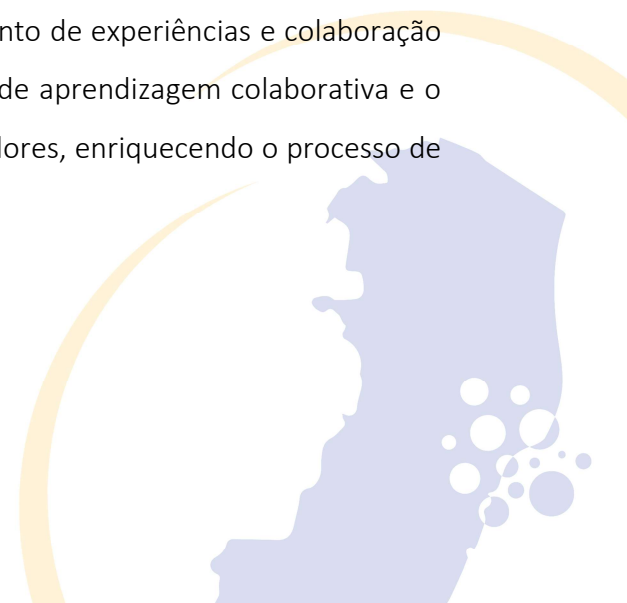 nto de experiências e colaboração
de aprendizagem colaborativa e o
lores, enriquecendo o processo de